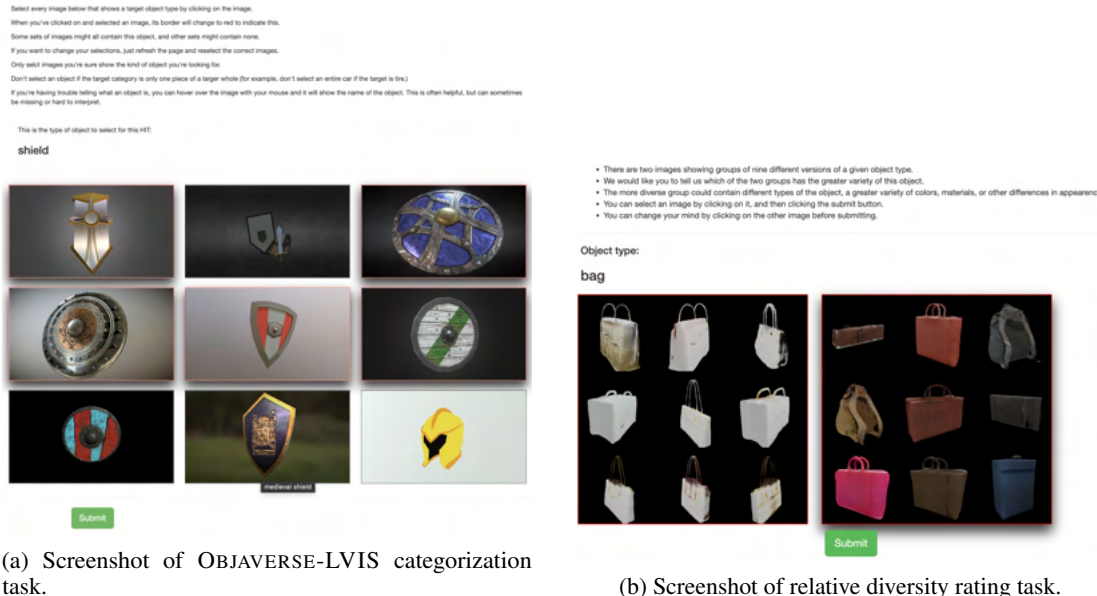 Select every image below that shows a target object type by clicking on the image.
When you've clicked on and selected an image, its border will change to red to indicate this.
Some sets of images might all contain this object, and other sets might contain none.
If you want to change your selections, just refresh the page and reselect the correct images.
Only selct images you're sure show the kind of object you're looking for.
Don't select an object if the target category is only one piece of a larger whole (for example, don't select an entire car if the target is tire.)
If you're having trouble telling what an object is, you can hover over the image with your mouse and it will show the name of the object. This is often helpful, but can sometimes
be missing or hard to interpret.
This is the type of object to select for this HIT:
shield
medieval shield
Submit
(a) Screenshot of OBJAVERSE-LVIS categorization
task.
• There are two images showing groups of nine different versions of a given object type.
• We would like you to tell us which of the two groups has the greater variety of this object.
• The more diverse group could contain different types of the object, a greater variety of colors, materials, or other differences in appearenc
• You can select an image by clicking on it, and then clicking the submit button.
• You can change your mind by clicking on the other image before submitting.
Object type:
bag
Submit
(b) Screenshot of relative diversity rating task.